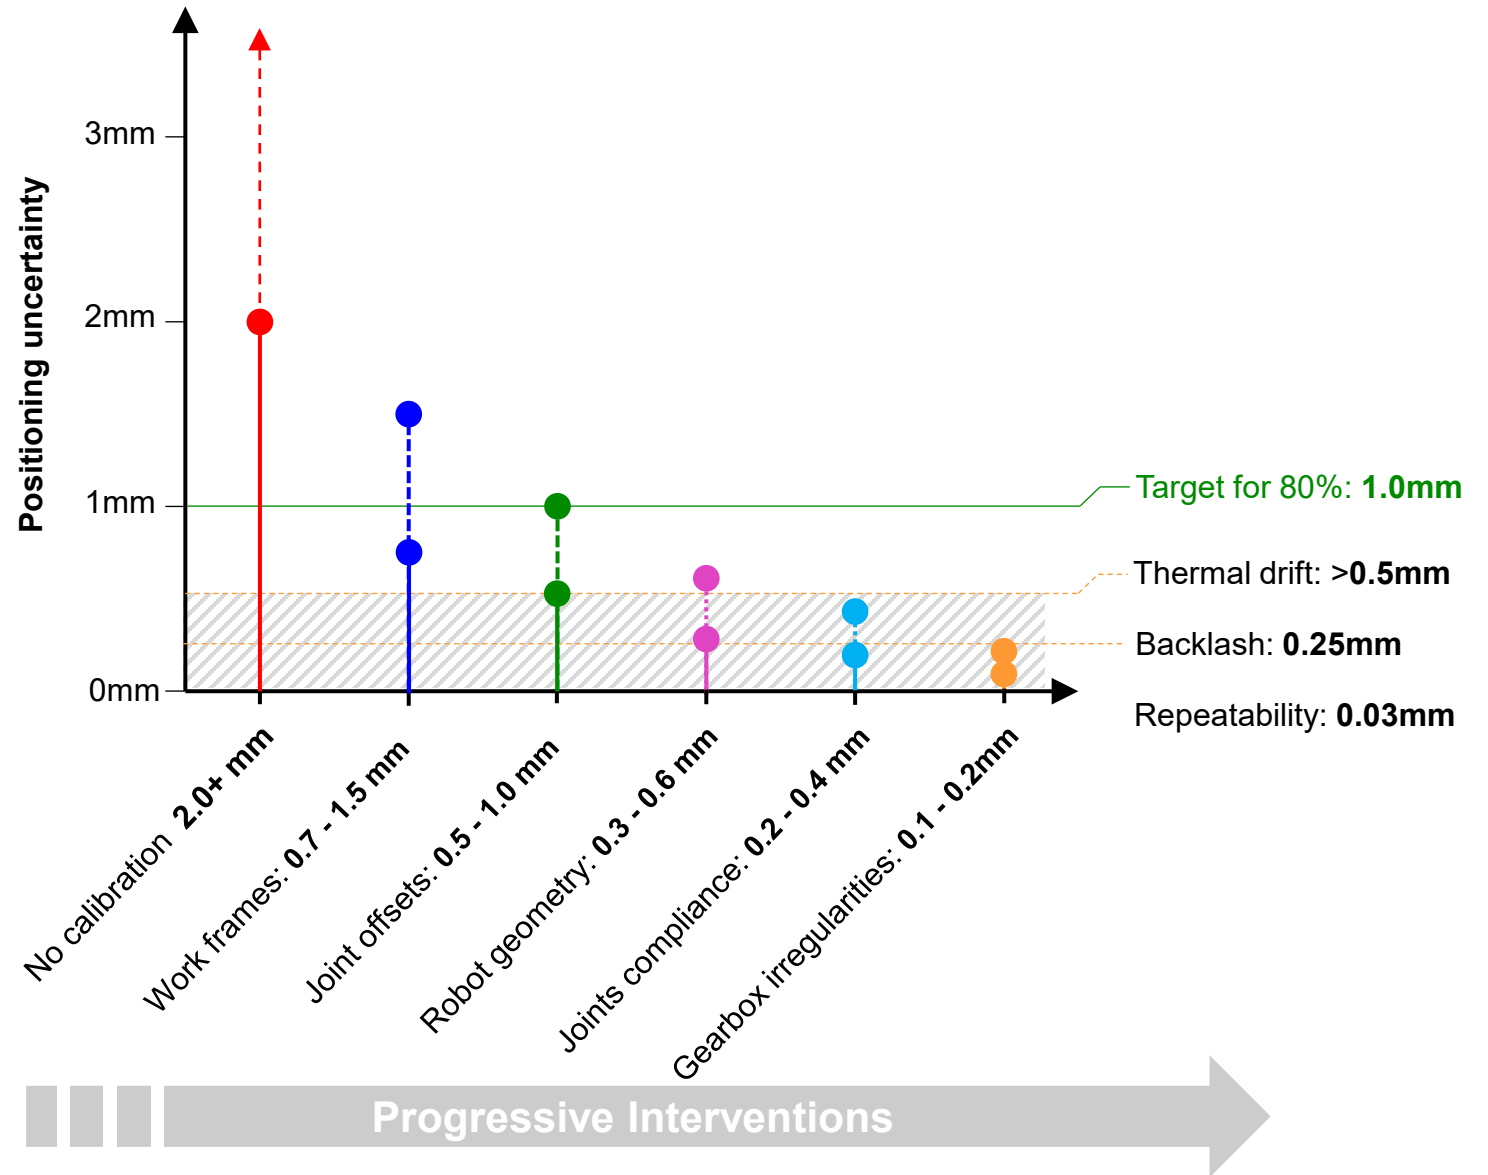 Positioning uncertainty
3mm
2mm
1mm
0mm
Target for 80%: 1.0mm
Thermal drift: >0.5mm
Backlash: 0.25mm
Repeatability: 0.03mm
No calibration 2.0+ mm
Work frames: 0.7 - 1.5 mm
Joint offsets: 0.5 - 1.0 mm
Robot geometry: 0.3 - 0.6 mm
Joints compliance: 0.2 - 0.4 mm
Gearbox irregularities: 0.1 - 0.2mm
Progressive Interventions